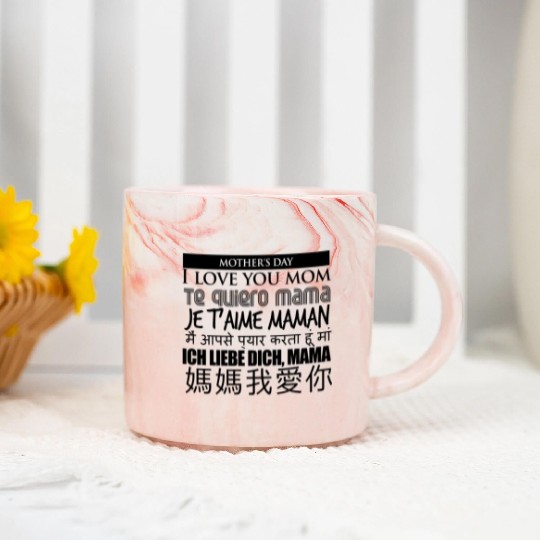 MOTHER'S DAY
I LOVE YOU MOM
Te quiero mama
JE T'AIME MAMAN
मैं आपसे प्यार करता हूं मां
ICH LIEBE DICH, MAMA
媽媽我愛你